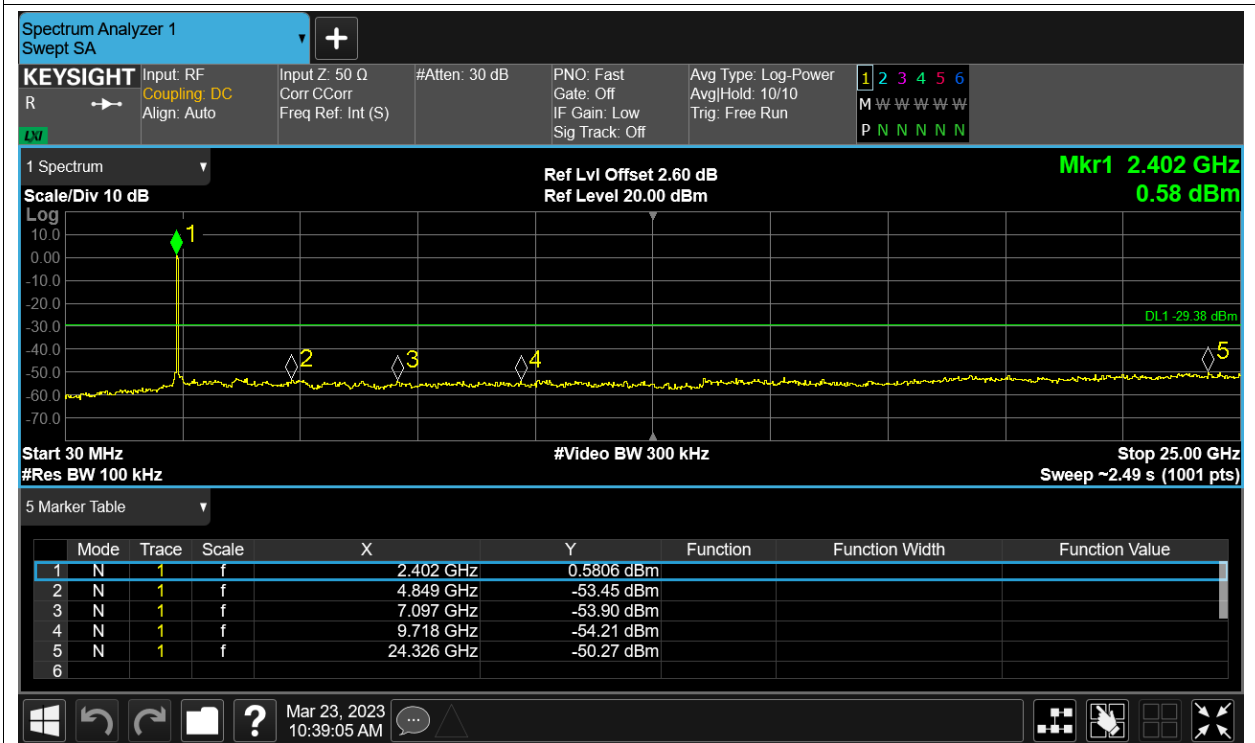 Spectrum Analyzer 1
Swept SA
+
KEYSIGHT Input: RF Input Z: 50 Ω #Atten: 30 dB PNO: Fast Avg Type: Log-Power 1 2 3 4 5 6
R Coupling: DC Corr CCorr Gate: Off Avg|Hold: 10/10 M W W W W W
Align: Auto Freq Ref: Int (S) IF Gain: Low Trig: Free Run
LXI Sig Track: Off P N N N N N
1 Spectrum Ref Lvl Offset 2.60 dB Mkr1 2.402 GHz
Scale/Div 10 dB Ref Level 20.00 dBm 0.58 dBm
Log
10.0
0.00
-10.0
-20.0
-30.0
-40.0
-50.0
-60.0
-70.0
1
2
3
4
5
DL1 -29.38 dBm
Start 30 MHz #Video BW 300 kHz Stop 25.00 GHz
#Res BW 100 kHz Sweep ~2.49 s (1001 pts)
5 Marker Table
Mode Trace Scale X Y Function Function Width Function Value
1 N 1 f 2.402 GHz 0.5806 dBm
2 N 1 f 4.849 GHz -53.45 dBm
3 N 1 f 7.097 GHz -53.90 dBm
4 N 1 f 9.718 GHz -54.21 dBm
5 N 1 f 24.326 GHz -50.27 dBm
6
? Mar 23, 2023
10:39:05 AM